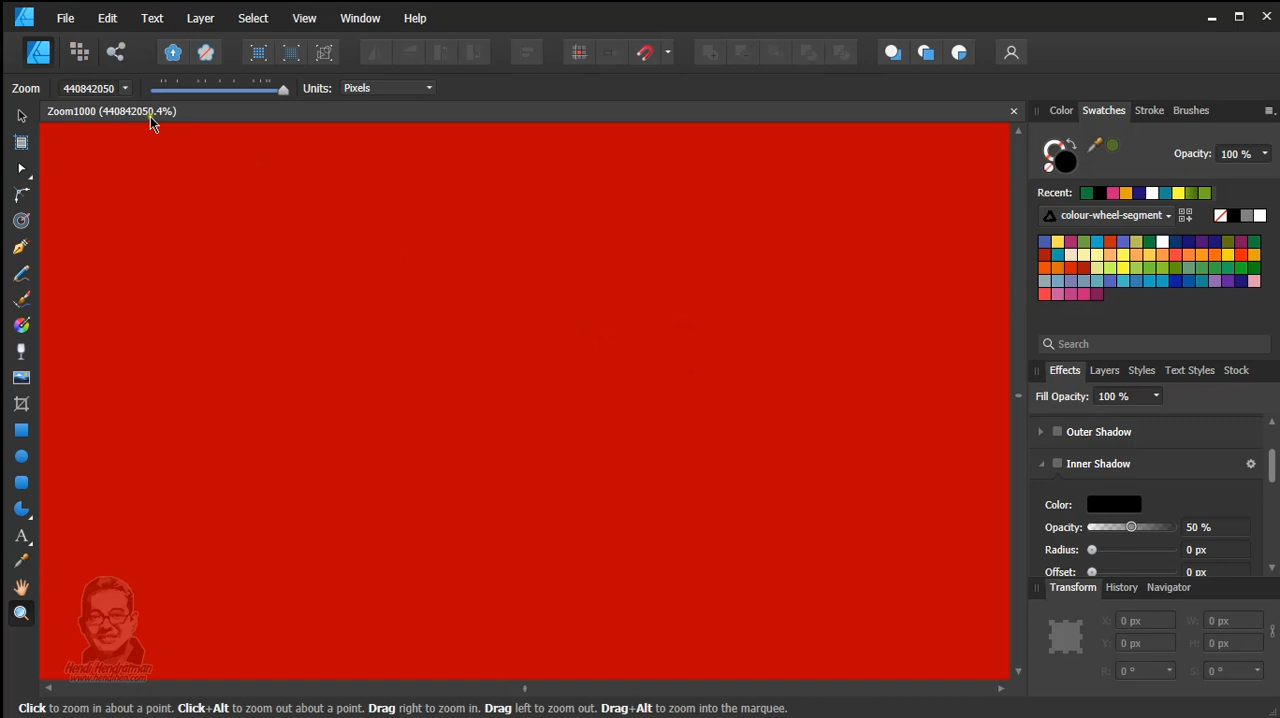 File Edit Text Layer Select View Window Help
Zoom 440842050 Units: Pixels
Zoom1000 (440842050.4%)
Color Swatches Stroke Brushes
Opacity: 100 %
Recent:
colour-wheel-segment
Search
Effects Layers Styles Text Styles Stock
Fill Opacity: 100 %
Outer Shadow
Inner Shadow
Color:
Opacity: 50 %
Radius: 0 px
Offset: 0 px
Transform History Navigator
X: 0 px W: 0 px
Y: 0 px H: 0 px
R: 0 ° S: 0 °
Hendi Hendratman
www.hendihen.com
Click to zoom in about a point. Click+Alt to zoom out about a point. Drag right to zoom in. Drag left to zoom out. Drag+Alt to zoom into the marquee.